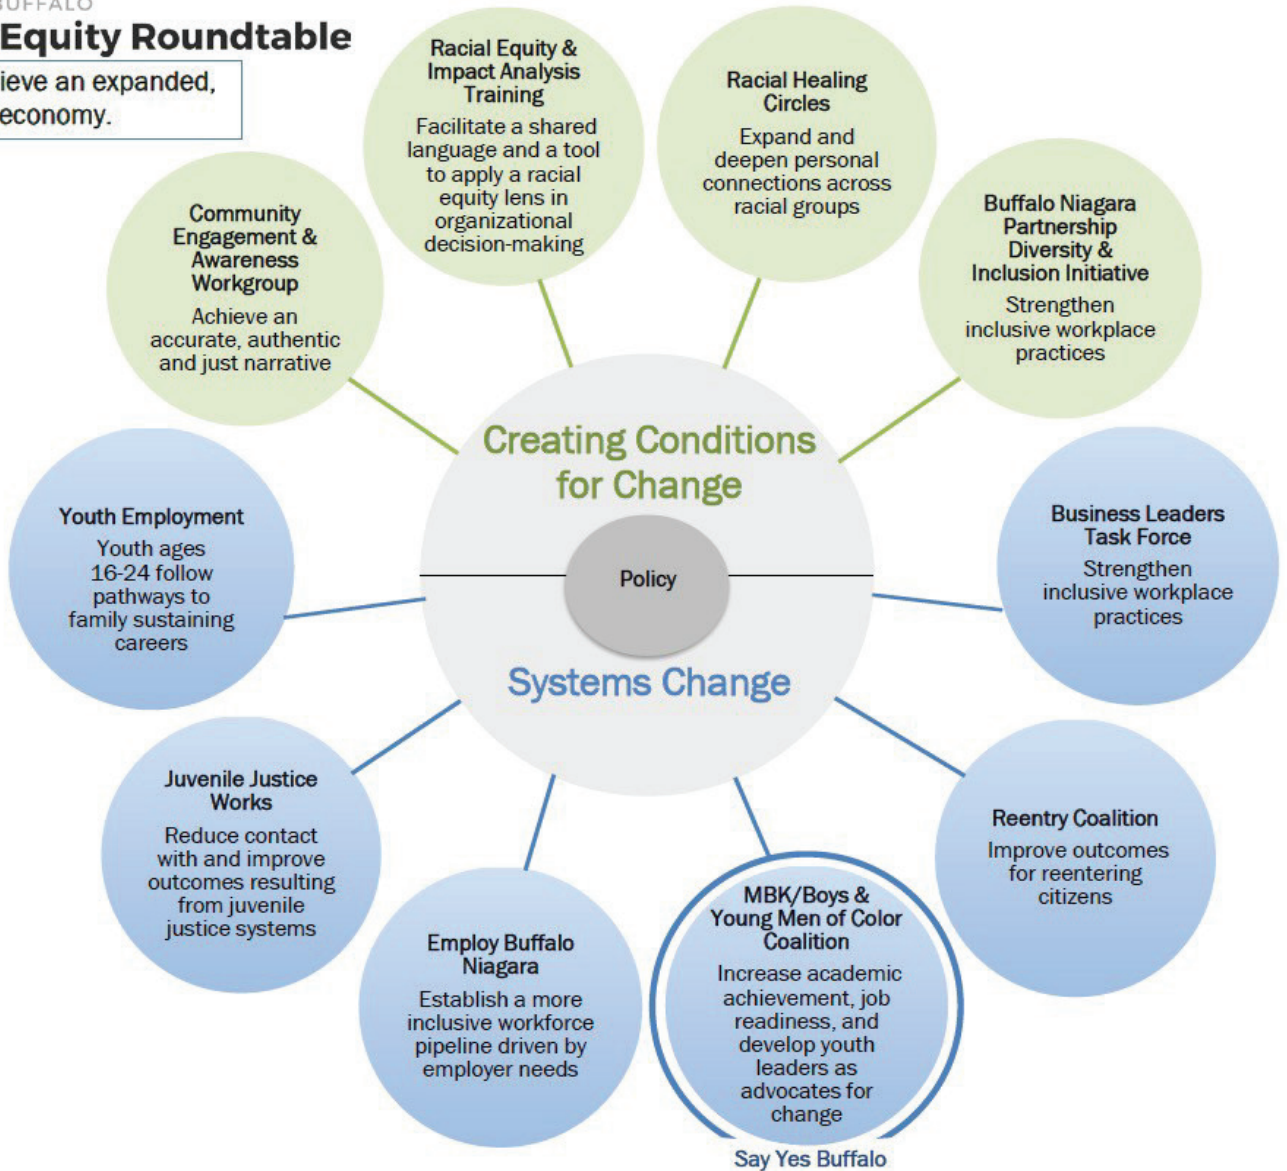 BUFFALO
Equity Roundtable
ieve an expanded,
economy.
Racial Equity &
Impact Analysis
Training
Facilitate a shared
language and a tool
to apply a racial
equity lens in
organizational
decision-making
Racial Healing
Circles
Expand and
deepen personal
connections across
racial groups
Community
Engagement &
Awareness
Workgroup
Achieve an
accurate, authentic
and just narrative
Buffalo Niagara
Partnership
Diversity &
Inclusion Initiative
Strengthen
inclusive workplace
practices
Creating Conditions
for Change
Policy
Systems Change
Youth Employment
Youth ages
16-24 follow
pathways to
family sustaining
careers
Business Leaders
Task Force
Strengthen
inclusive workplace
practices
Juvenile Justice
Works
Reduce contact
with and improve
outcomes resulting
from juvenile
justice systems
Reentry Coalition
Improve outcomes
for reentering
citizens
Employ Buffalo
Niagara
Establish a more
inclusive workforce
pipeline driven by
employer needs
MBK/Boys &
Young Men of Color
Coalition
Increase academic
achievement, job
readiness, and
develop youth
leaders as
advocates for
change
Say Yes Buffalo